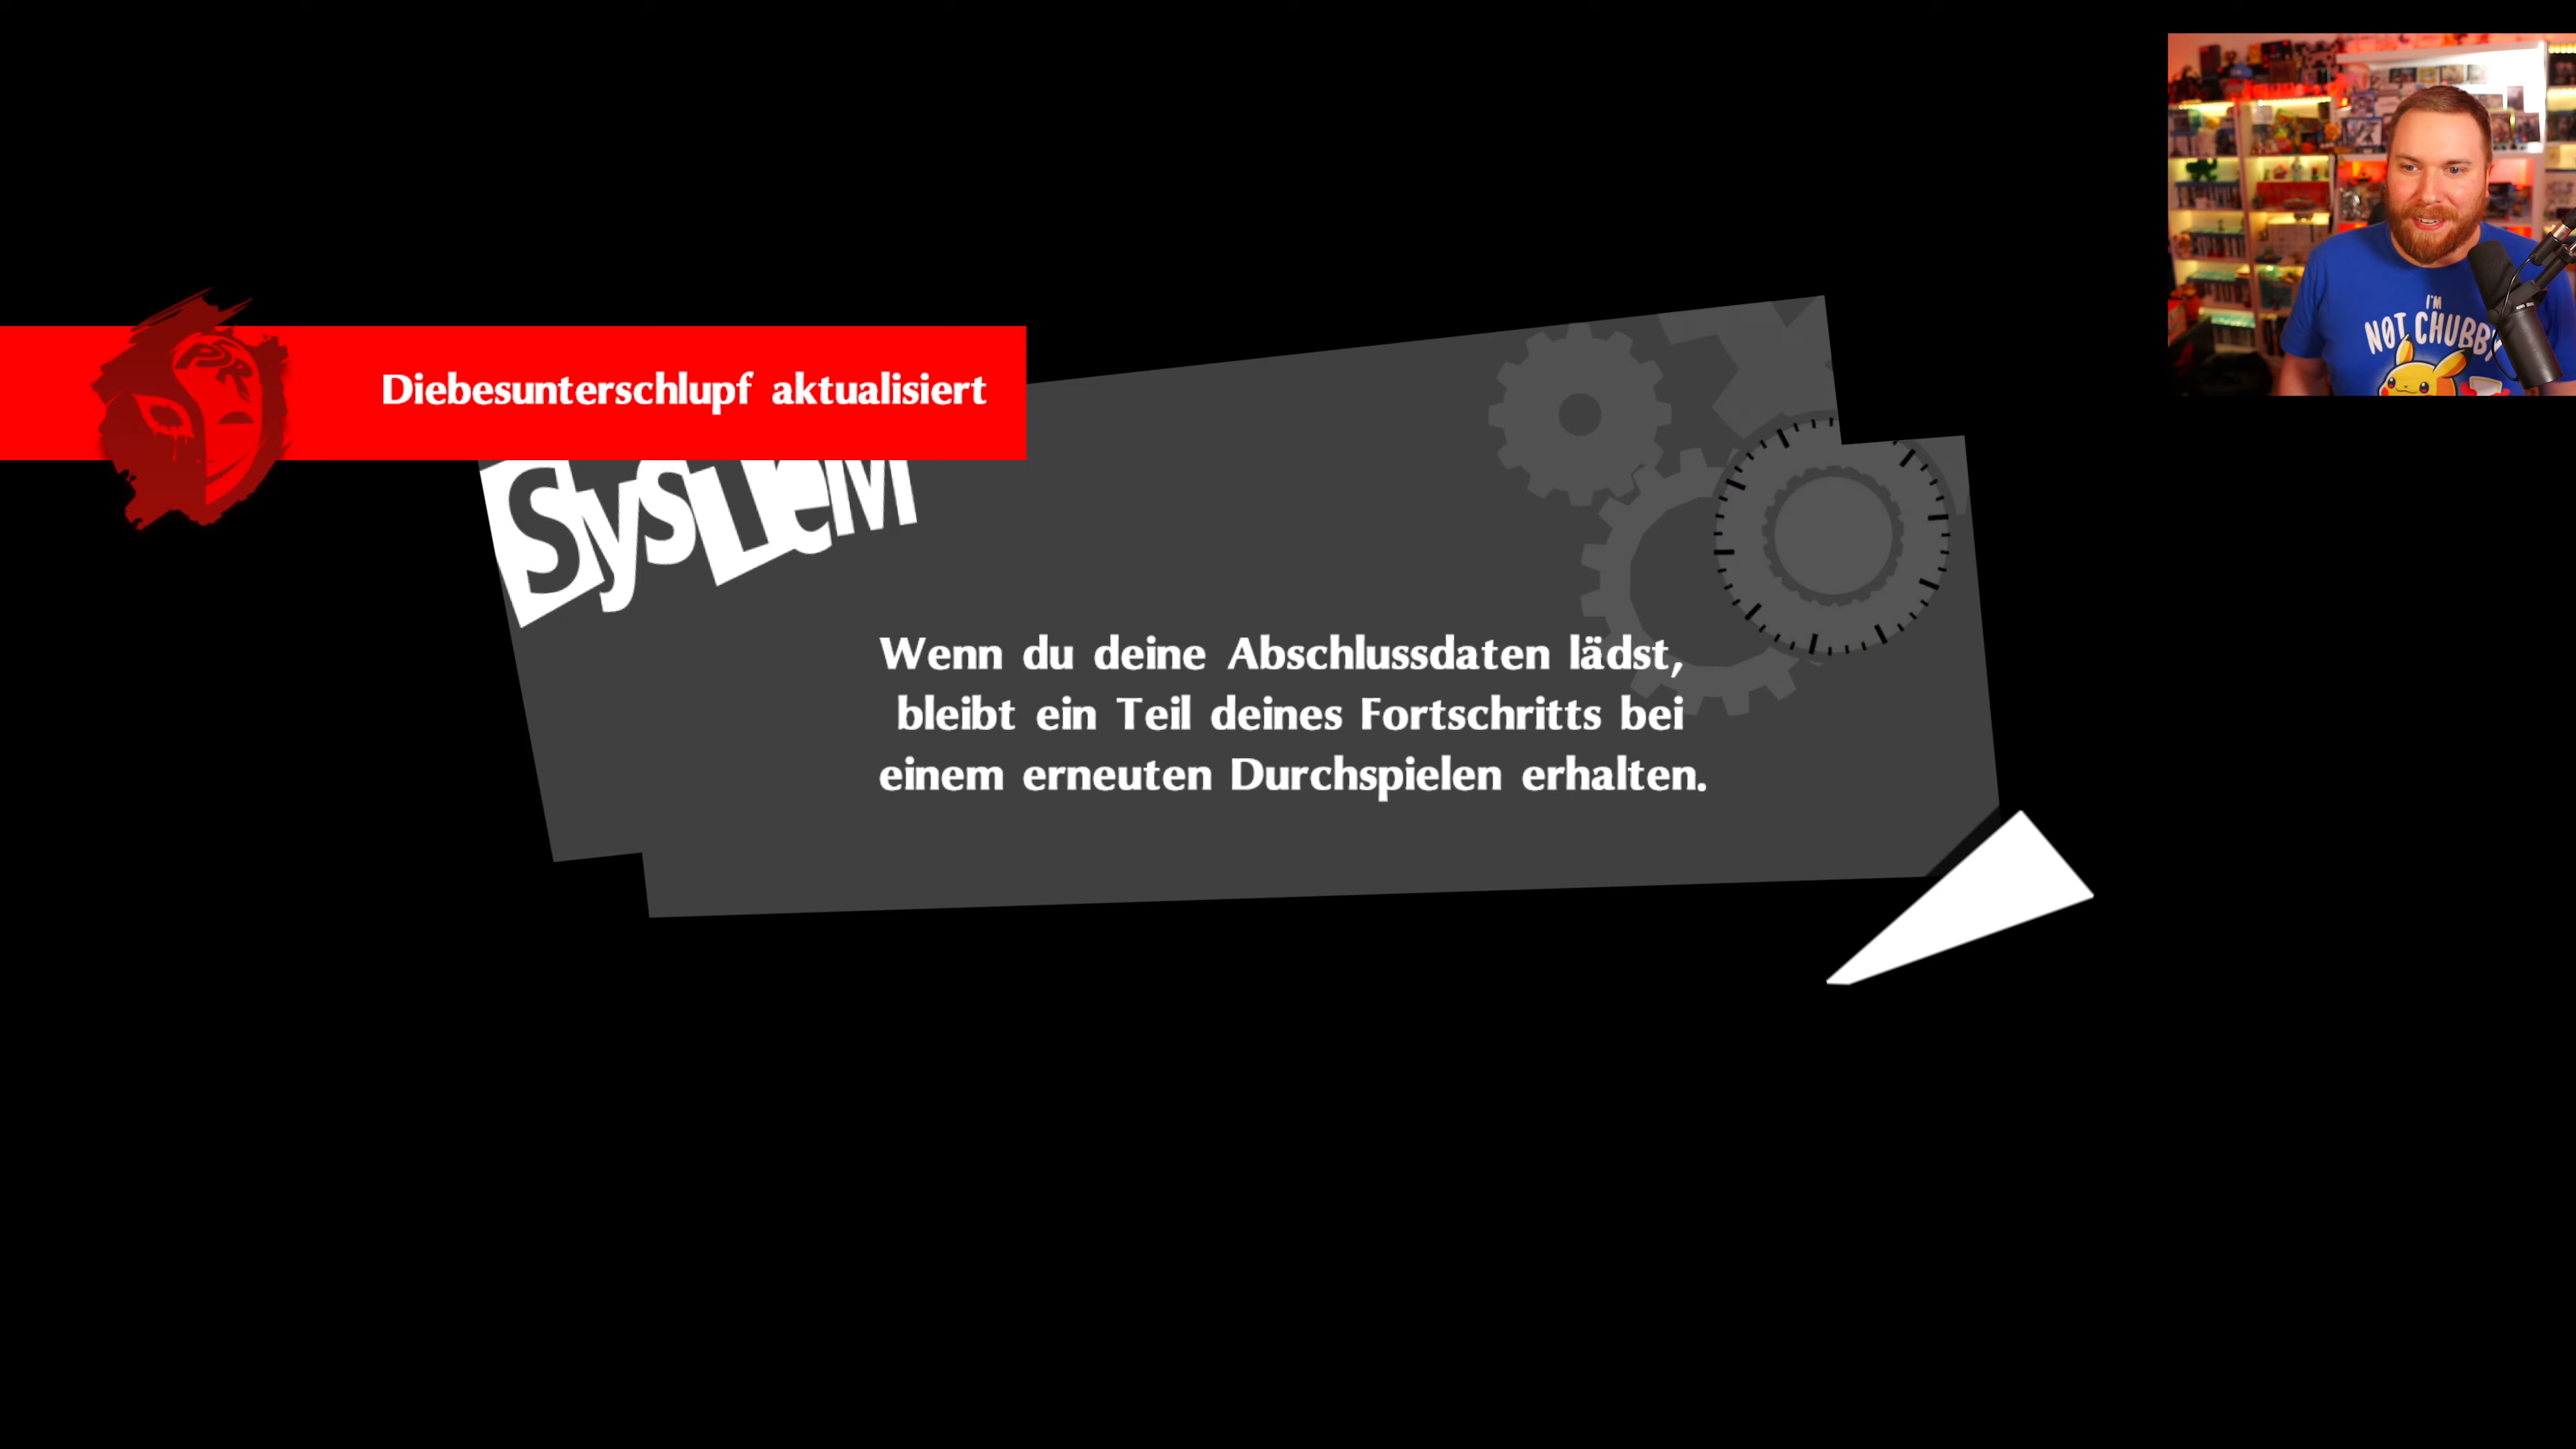 P5R
Diebesunterschlupf aktualisiert
SysTeM
Wenn du deine Abschlussdaten lädst,
bleibt ein Teil deines Fortschritts bei
einem erneuten Durchspielen erhalten.
I'M
NOT CHUBBY